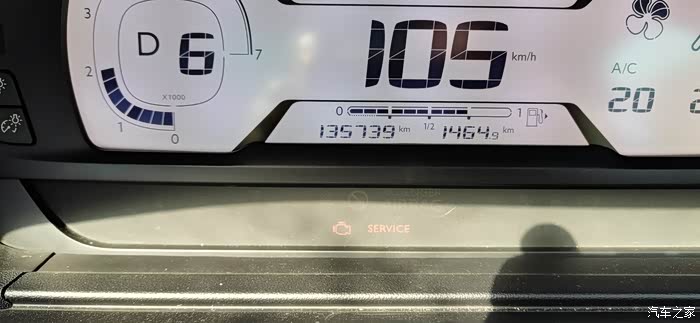 3
2
1
0
7
X1000
D 6
105 km/h
0 1/2 1
135739 km
1464.9 km
A/C
20
SERVICE
汽车之家